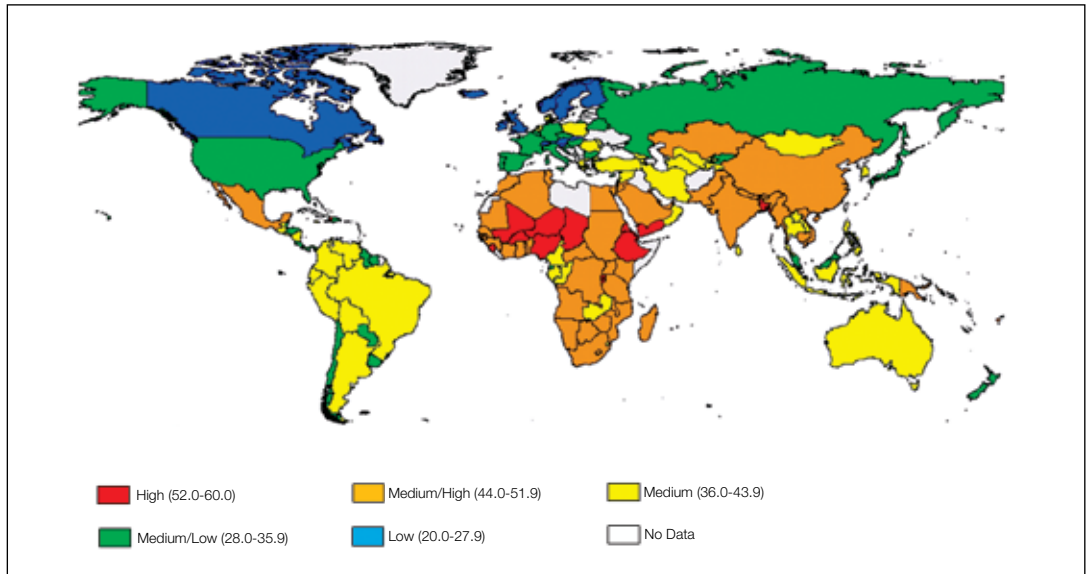 High (52.0-60.0)
Medium/High (44.0-51.9)
Medium (36.0-43.9)
Medium/Low (28.0-35.9)
Low (20.0-27.9)
No Data